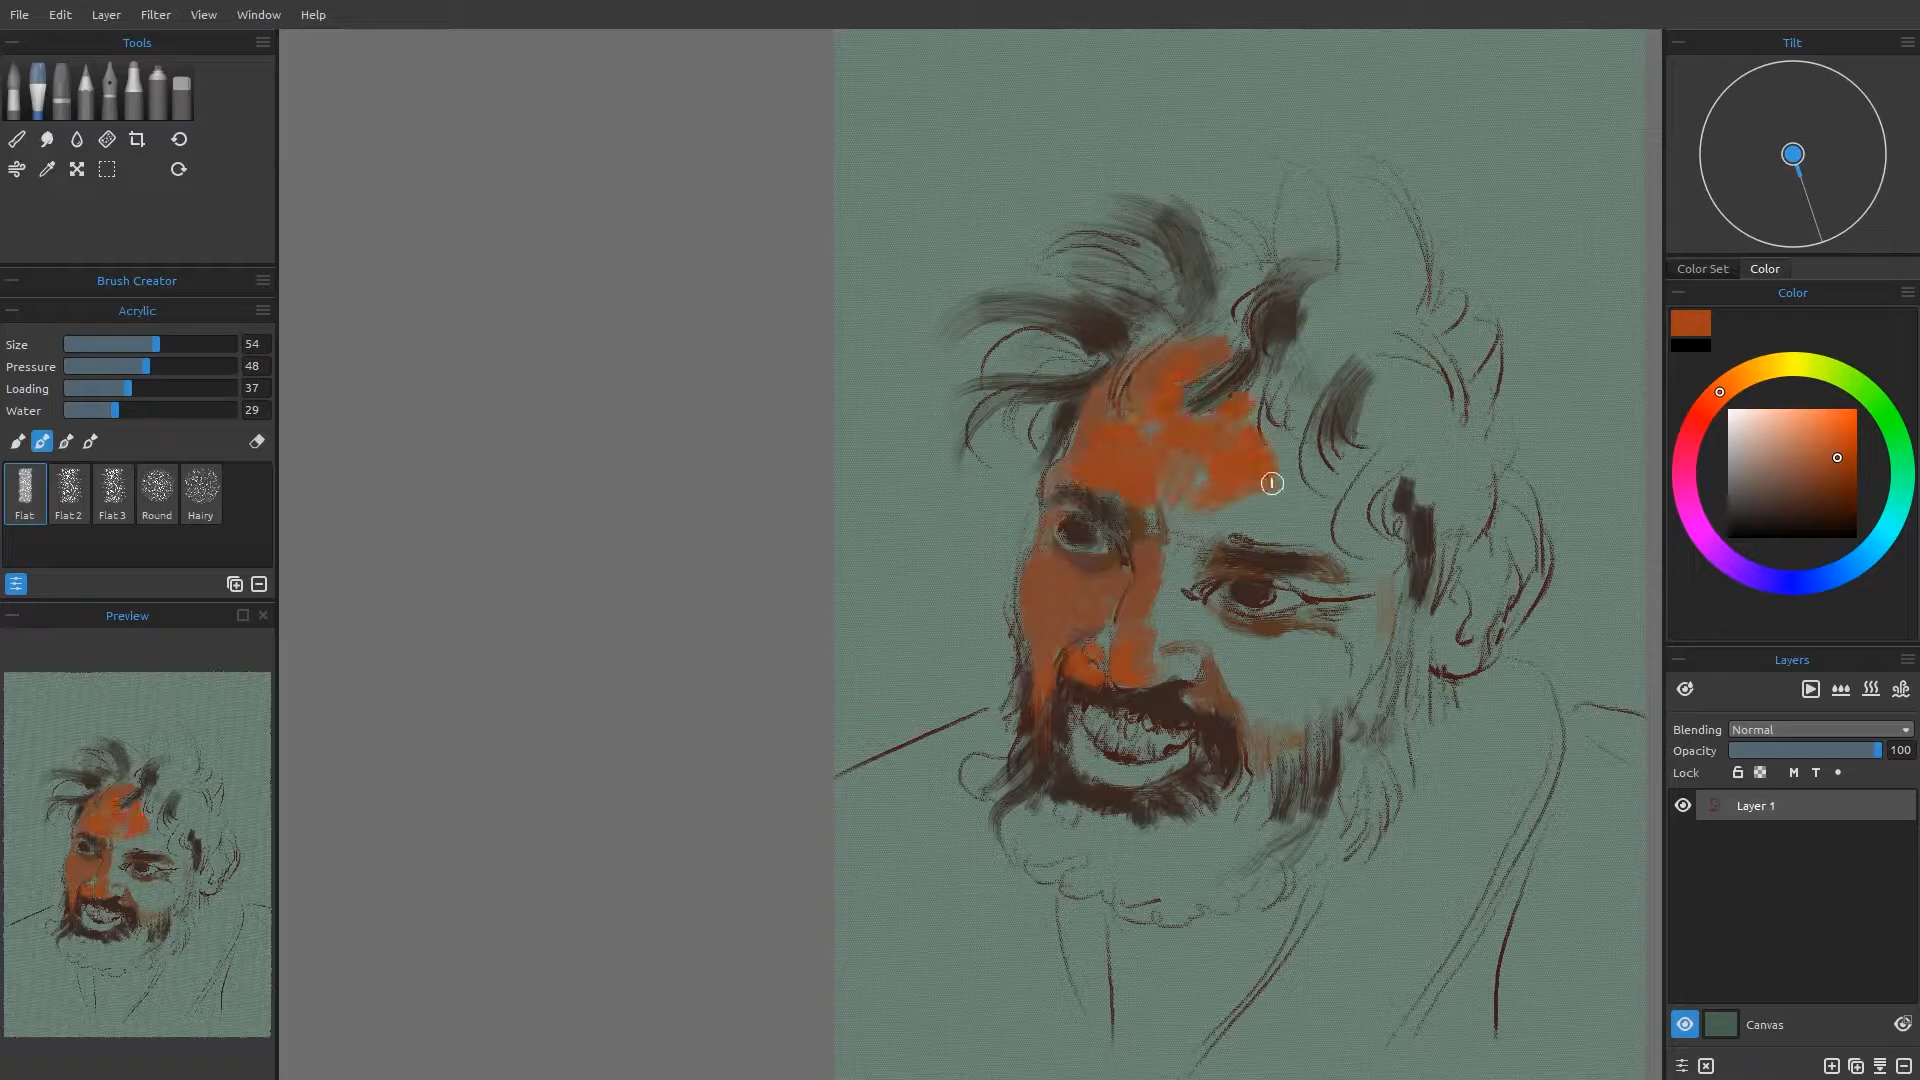 File Edit Layer Filter View Window Help
Tools
Brush Creator
Acrylic
Size 54
Pressure 48
Loading 37
Water 29
Flat Flat 2 Flat 3 Round Hairy
Preview
Tilt
Color Set Color
Color
Layers
Blending Normal
Opacity 100
Lock M T
Layer 1
Canvas